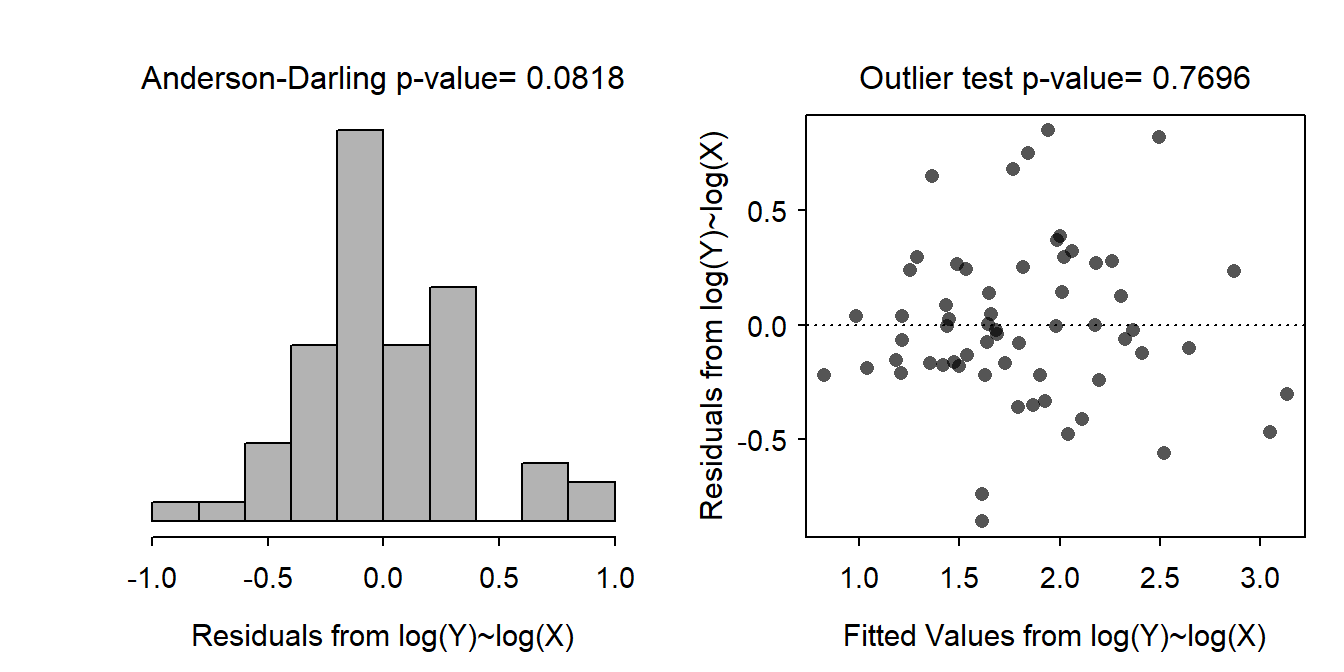 Anderson-Darling p-value= 0.0818
-1.0 -0.5 0.0 0.5 1.0
Residuals from log(Y)~log(X)
Outlier test p-value= 0.7696
Residuals from log(Y)~log(X)
0.5
0.0
-0.5
1.0 1.5 2.0 2.5 3.0
Fitted Values from log(Y)~log(X)